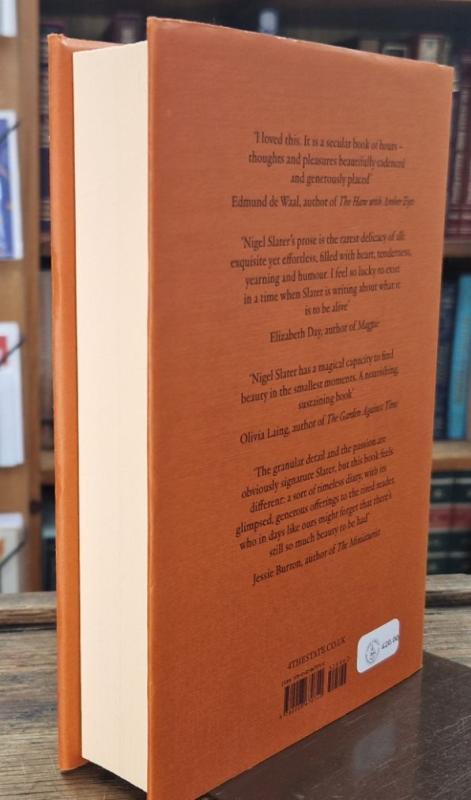 'I loved this. It is a secular book of hours –
thoughts and pleasures beautifully cadenced
and generously placed'
Edmund de Waal, author of The Hare with Amber Eyes
'Nigel Slater's prose is the rarest delicacy of all:
exquisite yet effortless, filled with heart, tenderness,
yearning and humour. I feel so lucky to exist
in a time when Slater is writing about what it
is to be alive'
Elizabeth Day, author of Magpie
'Nigel Slater has a magical capacity to find
beauty in the smallest moments. A nourishing,
sustaining book'
Olivia Laing, author of The Garden Against Time
'The granular detail and the passion are
obviously signature Slater, but this book feels
different: a sort of timeless diary, with its
glimpsed, generous offerings to the tired reader,
who in days like ours might forget that there's
still so much beauty to be had'
Jessie Burton, author of The Miniaturist
4THESTATE.CO.UK
£20.00
ISBN